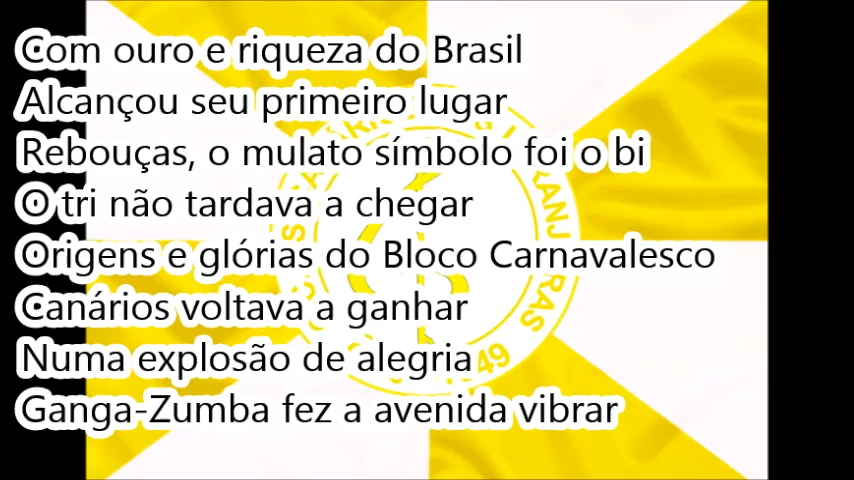 Com ouro e riqueza do Brasil
Alcançou seu primeiro lugar
Rebouças, o mulato símbolo foi o bi
O tri não tardava a chegar
Origens e glórias do Bloco Carnavalesco
Canários voltava a ganhar
Numa explosão de alegria
Ganga-Zumba fez a avenida vibrar